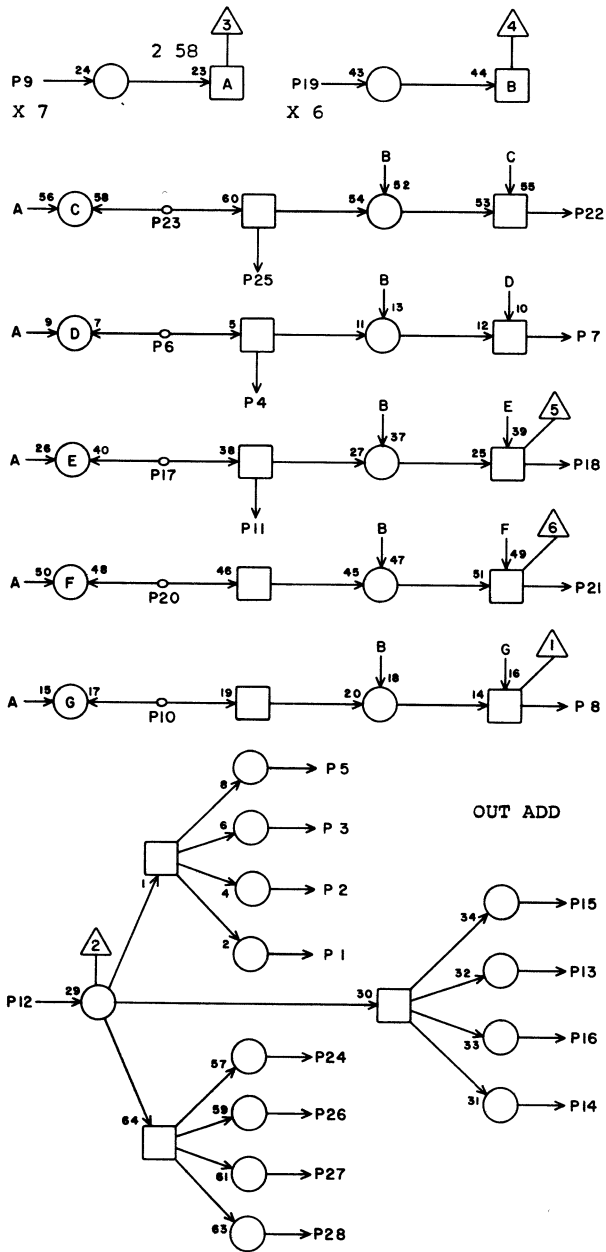 3 4
2 58
P9 24 23 A P19 43 44 B
X 7 X 6
B C
A 56 C 58 P23 60 54 52 53 55 P22
P25
B D
A 9 D 7 P6 5 11 13 12 10 P7
P4
B E 5
A 26 E 40 P17 38 27 37 25 39 P18
P11
B F 6
A 50 F 48 P20 46 45 47 51 49 P21
B G 1
A 15 G 17 P10 19 20 18 14 16 P8
8 P5
OUT ADD
6 P3
1
4 P2
34 P15
2 P1
2
32 P13
P12 29 30
33 P16
57 P24
31 P14
59 P26
64
61 P27
63 P28